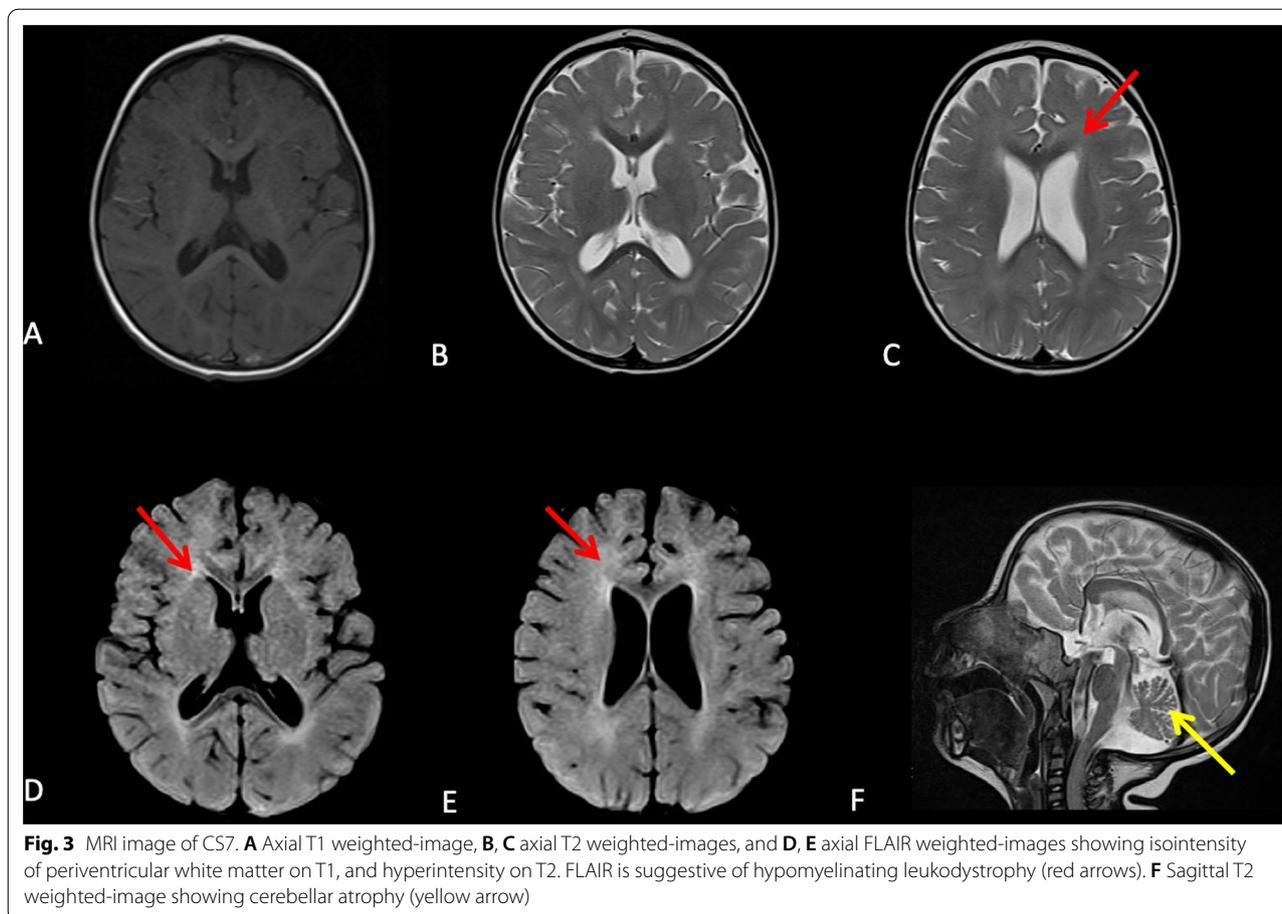 A
B
C
D
E
F
Fig. 3 MRI image of CS7. A Axial T1 weighted-image, B, C axial T2 weighted-images, and D, E axial FLAIR weighted-images showing isointensity
of periventricular white matter on T1, and hyperintensity on T2. FLAIR is suggestive of hypomyelinating leukodystrophy (red arrows). F Sagittal T2
weighted-image showing cerebellar atrophy (yellow arrow)